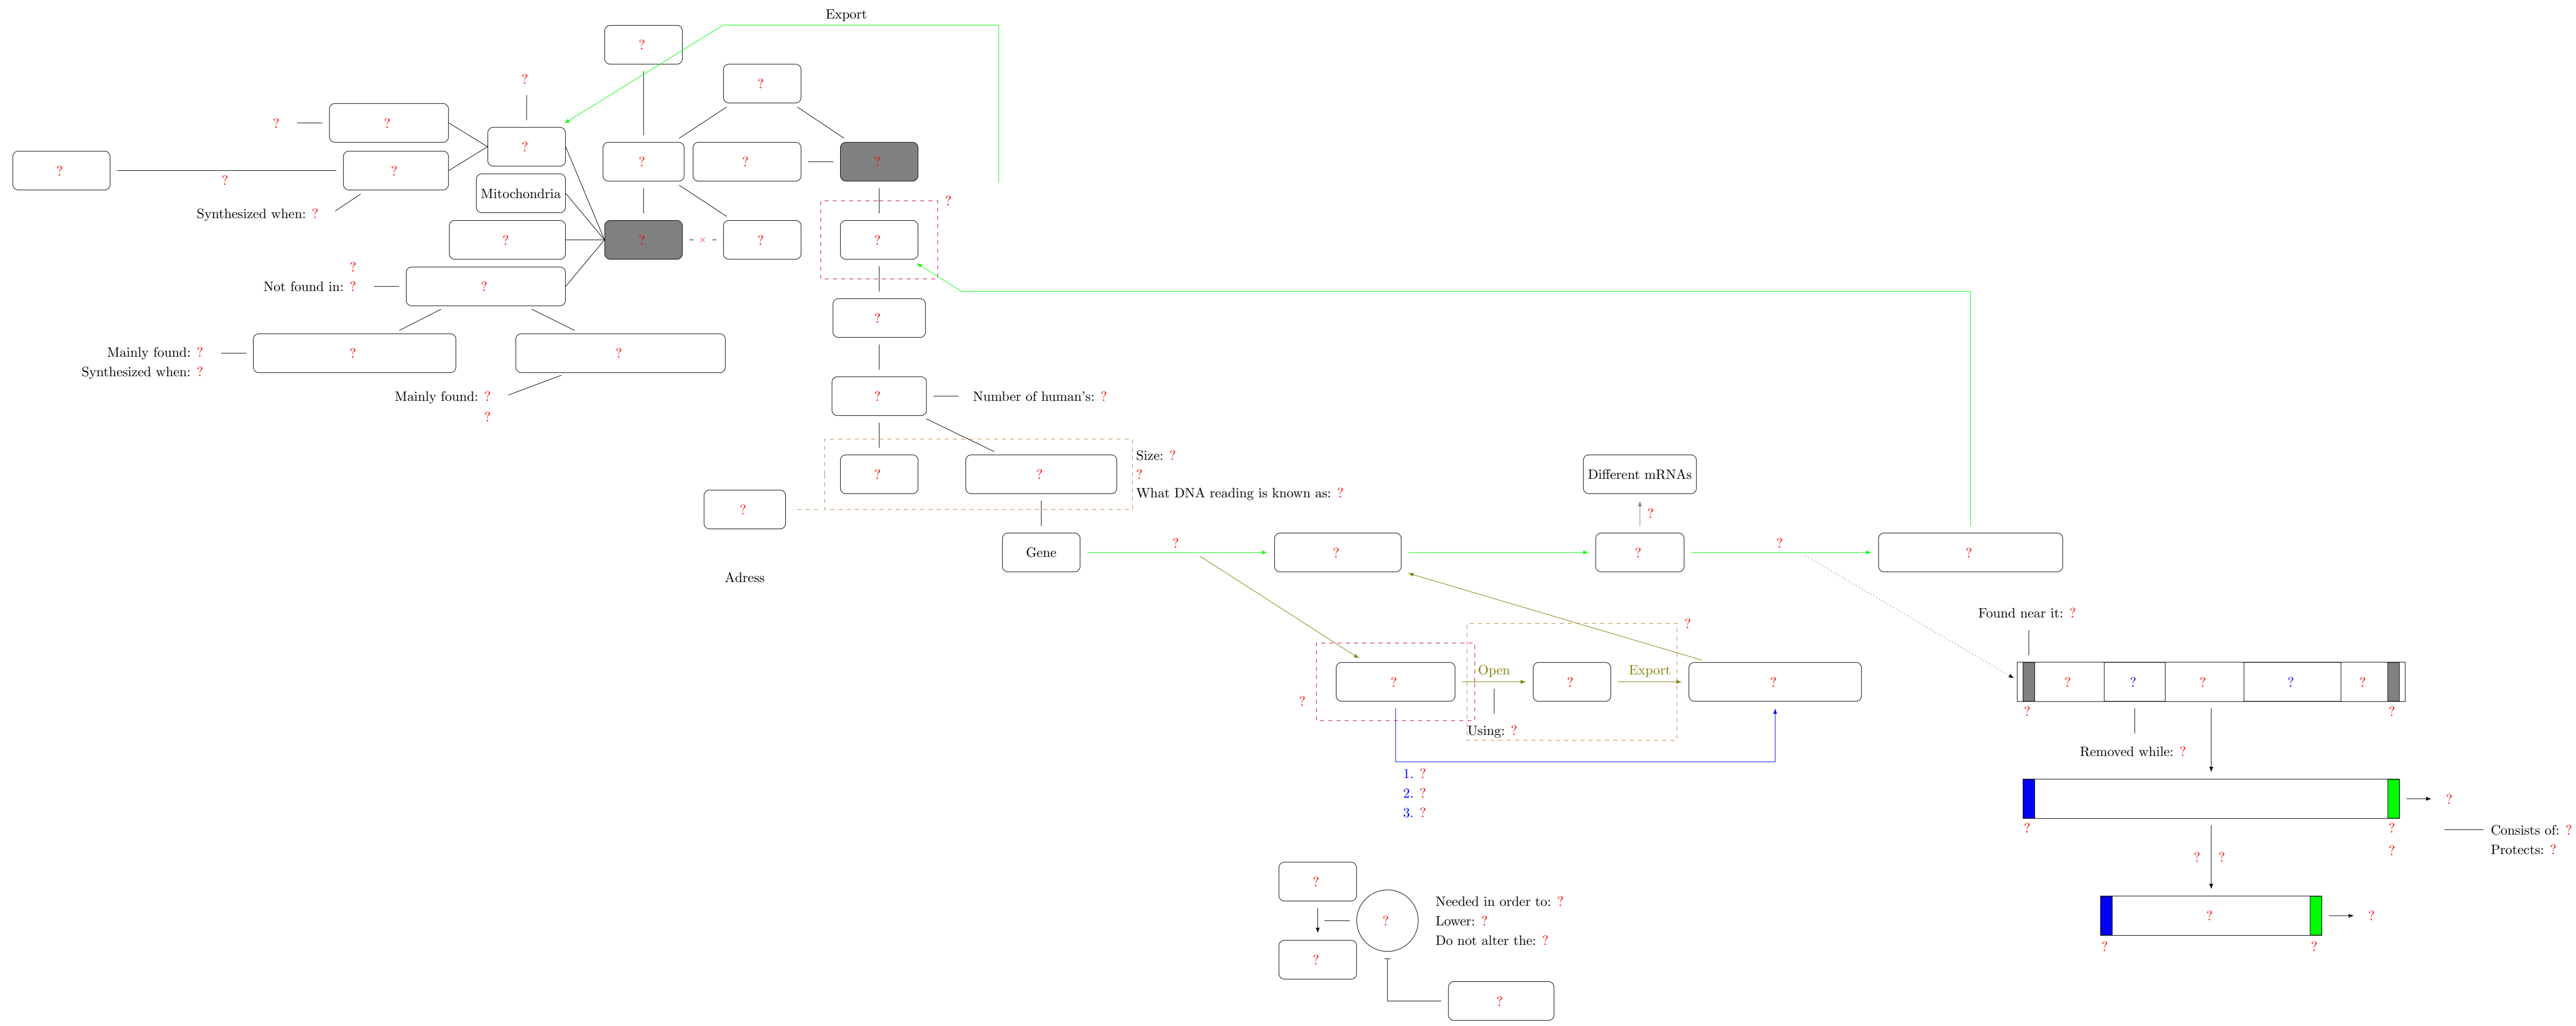 Export
?
?
?
?
?
?
?
?
?
?
?
?
?
Mitochondria
Synthesized when: ?
?
?
?
?
×
?
?
Not found in: ?
?
?
Mainly found: ?
Synthesized when: ?
?
?
Mainly found: ?
?
?
Number of human's: ?
?
?
Size: ?
?
What DNA reading is known as: ?
?
Different mRNAs
?
Gene
?
?
?
?
?
Adress
Found near it: ?
?
?
?
Open
?
Export
?
Using: ?
?
?
?
?
?
?
?
Removed while: ?
1. ?
2. ?
3. ?
?
?
?
?
Consists of: ?
Protects: ?
?
?
?
?
?
Needed in order to: ?
Lower: ?
Do not alter the: ?
?
?
?
?
?
?